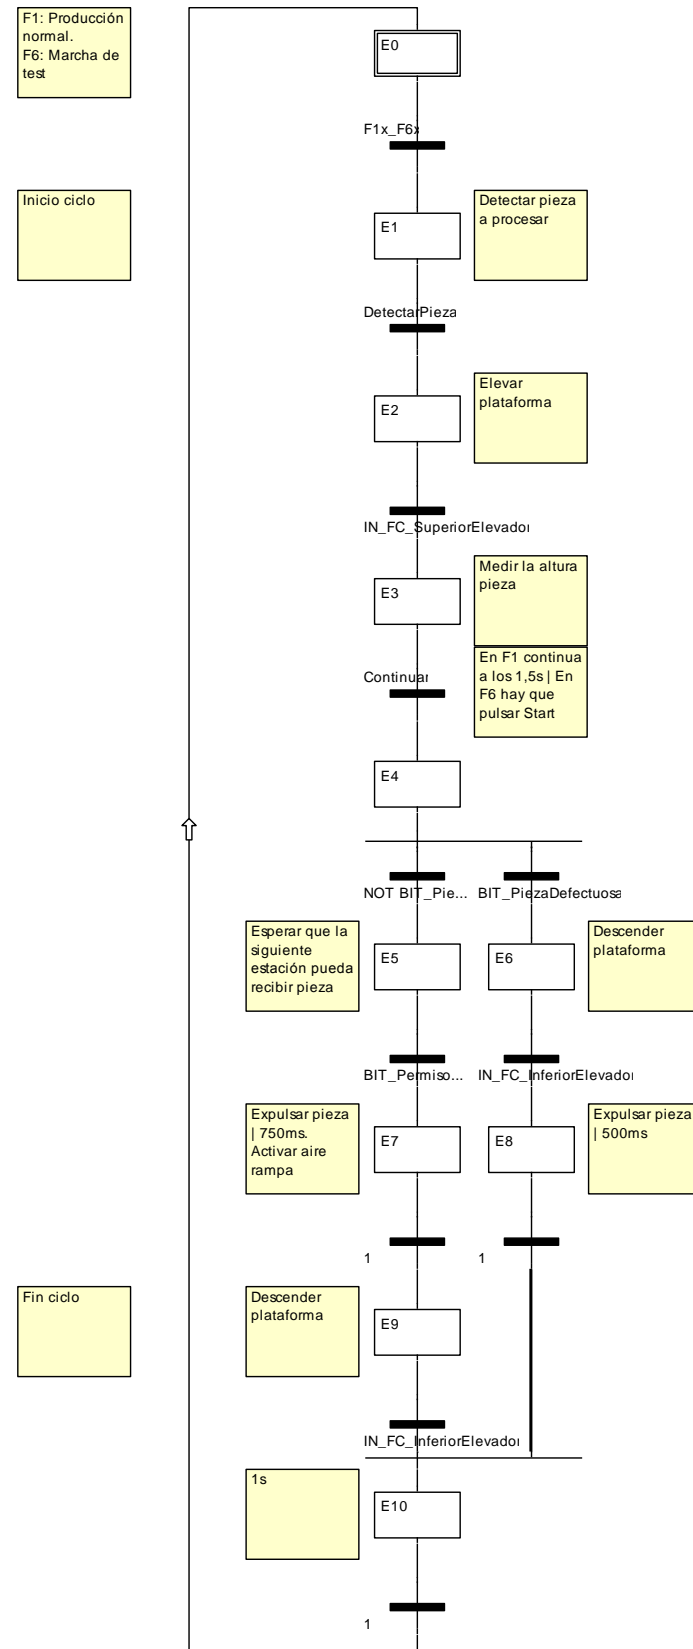 F1: Producción
normal.
F6: Marcha de
test
E0
F1x_F6x
Inicio ciclo
E1
Detectar pieza
a procesar
DetectarPieza
E2
Elevar
plataforma
IN_FC_SuperiorElevador
E3
Medir la altura
pieza
Continuar
En F1 continua
a los 1,5s | En
F6 hay que
pulsar Start
E4
NOT BIT_Pie...
BIT_PiezaDefectuosa
Esperar que la
siguiente
estación pueda
recibir pieza
E5
E6
Descender
plataforma
BIT_Permiso...
IN_FC_InferiorElevador
Expulsar pieza
| 750ms.
Activar aire
rampa
E7
E8
Expulsar pieza
| 500ms
1
1
Fin ciclo
Descender
plataforma
E9
IN_FC_InferiorElevador
1s
E10
1